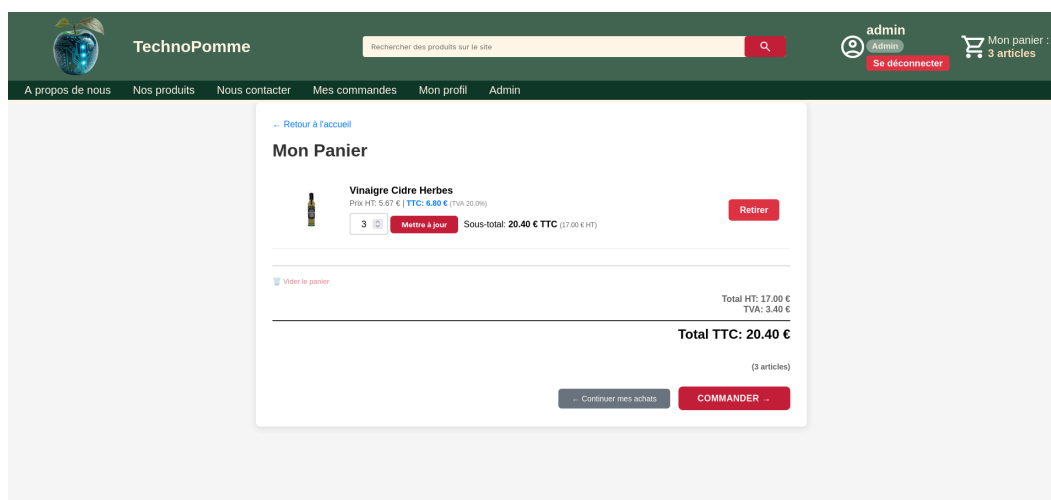 TechnoPomme
Rechercher des produits sur le site
admin
Admin
Se déconnecter
Mon panier :
3 articles
A propos de nous Nos produits Nous contacter Mes commandes Mon profil Admin
← Retour à l'accueil
Mon Panier
Vinaigre Cidre Herbes
Prix HT: 5.67 € | TTC: 6.80 € (TVA 20.0%)
3 Mettre à jour Sous-total: 20.40 € TTC (17.00 € HT)
Retirer
Vider le panier
Total HT: 17.00 €
TVA: 3.40 €
Total TTC: 20.40 €
(3 articles)
← Continuer mes achats COMMANDER →